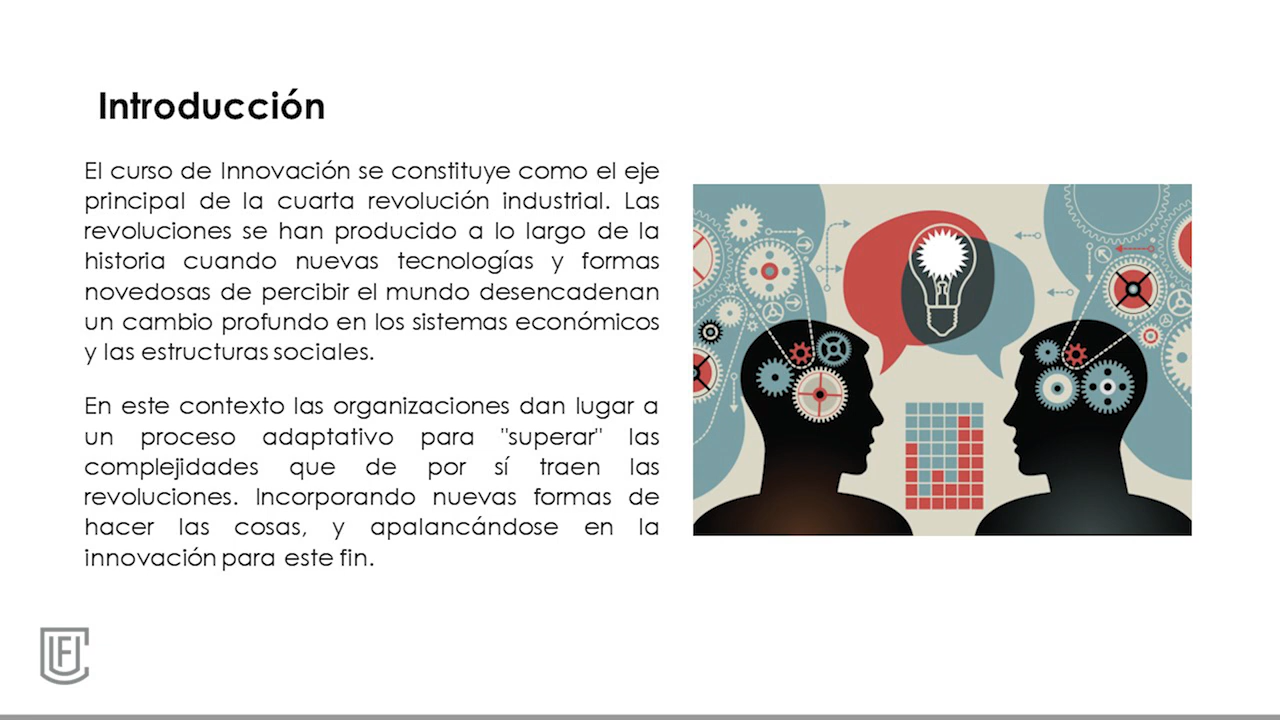 Introducción
El curso de Innovación se constituye como el eje
principal de la cuarta revolución industrial. Las
revoluciones se han producido a lo largo de la
historia cuando nuevas tecnologías y formas
novedosas de percibir el mundo desencadenan
un cambio profundo en los sistemas económicos
y las estructuras sociales.
En este contexto las organizaciones dan lugar a
un proceso adaptativo para "superar" las
complejidades que de por sí traen las
revoluciones. Incorporando nuevas formas de
hacer las cosas, y apalancándose en la
innovación para este fin.